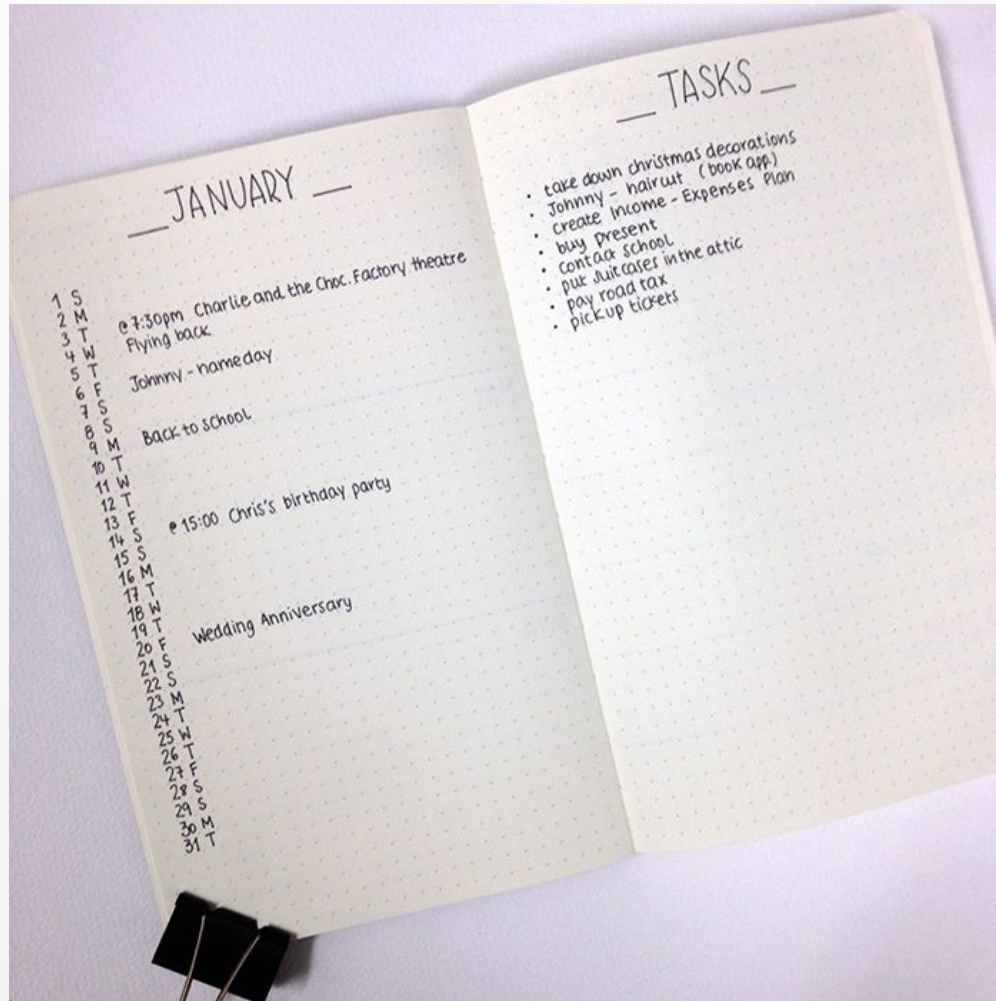 JANUARY
1 S
2 M
3 T @7:30pm Charlie and the Choc. Factory theatre
4 W Flying back
5 T
6 F Johnny - nameday
7 S
8 S
9 M Back to school
10 T
11 W
12 T
13 F
14 S @ 15:00 Chris's birthday party
15 S
16 M
17 T
18 W
19 T
20 F Wedding Anniversary
21 S
22 S
23 M
24 T
25 W
26 T
27 F
28 S
29 S
30 M
31 T
TASKS
• take down christmas decorations
• Johnny - haircut (book app.)
• create Income - Expenses Plan
• buy present
• contact school
• put suitcases in the attic
• pay road tax
• pick up tickets